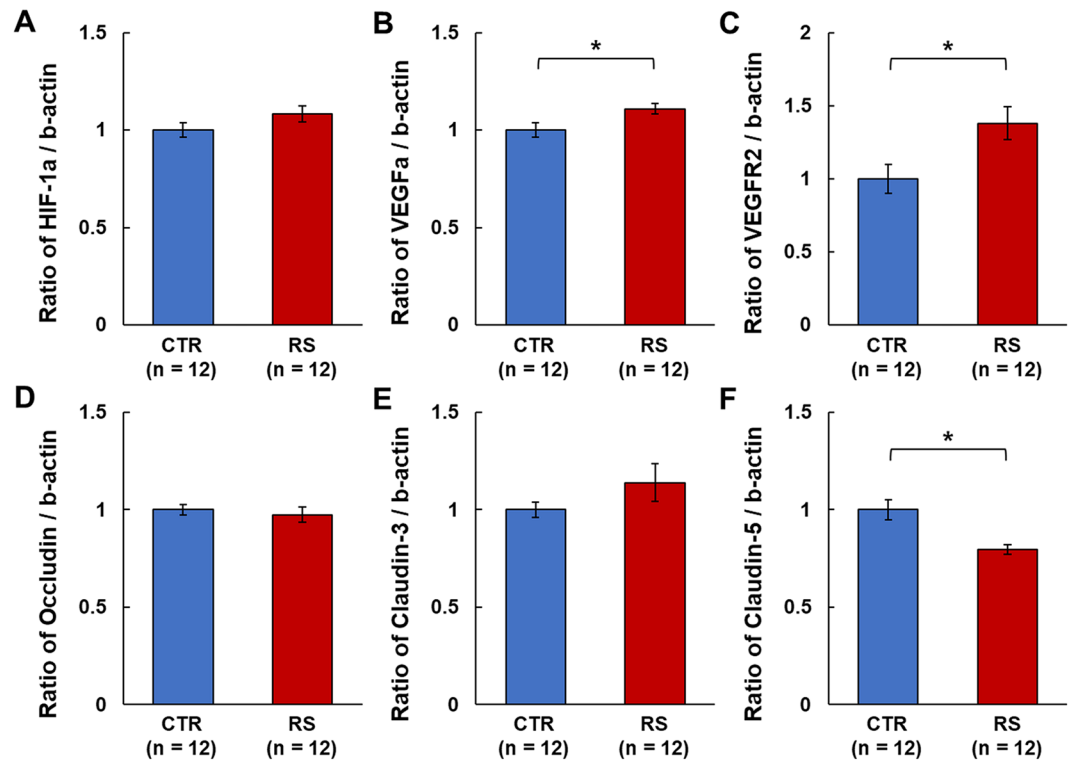 A
Ratio of HIF-1a / b-actin
1.5
1
0.5
0
CTR
(n = 12)
RS
(n = 12)
B
Ratio of VEGFa / b-actin
1.5
1
0.5
0
*
CTR
(n = 12)
RS
(n = 12)
C
Ratio of VEGFR2 / b-actin
2
1.5
1
0.5
0
*
CTR
(n = 12)
RS
(n = 12)
D
Ratio of Occludin / b-actin
1.5
1
0.5
0
CTR
(n = 12)
RS
(n = 12)
E
Ratio of Claudin-3 / b-actin
1.5
1
0.5
0
CTR
(n = 12)
RS
(n = 12)
F
Ratio of Claudin-5 / b-actin
1.5
1
0.5
0
*
CTR
(n = 12)
RS
(n = 12)